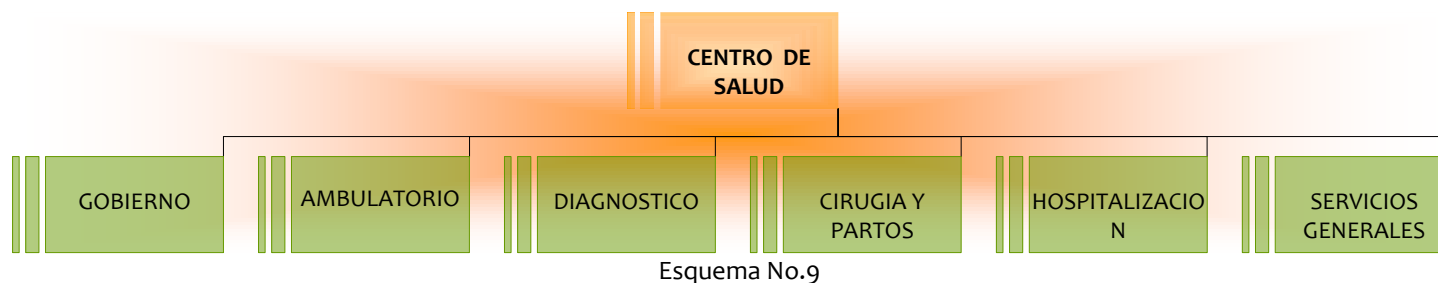 CENTRO DE
SALUD
GOBIERNO
AMBULATORIO
DIAGNOSTICO
CIRUGIA Y
PARTOS
HOSPITALIZACIO
N
SERVICIOS
GENERALES
Esquema No.9